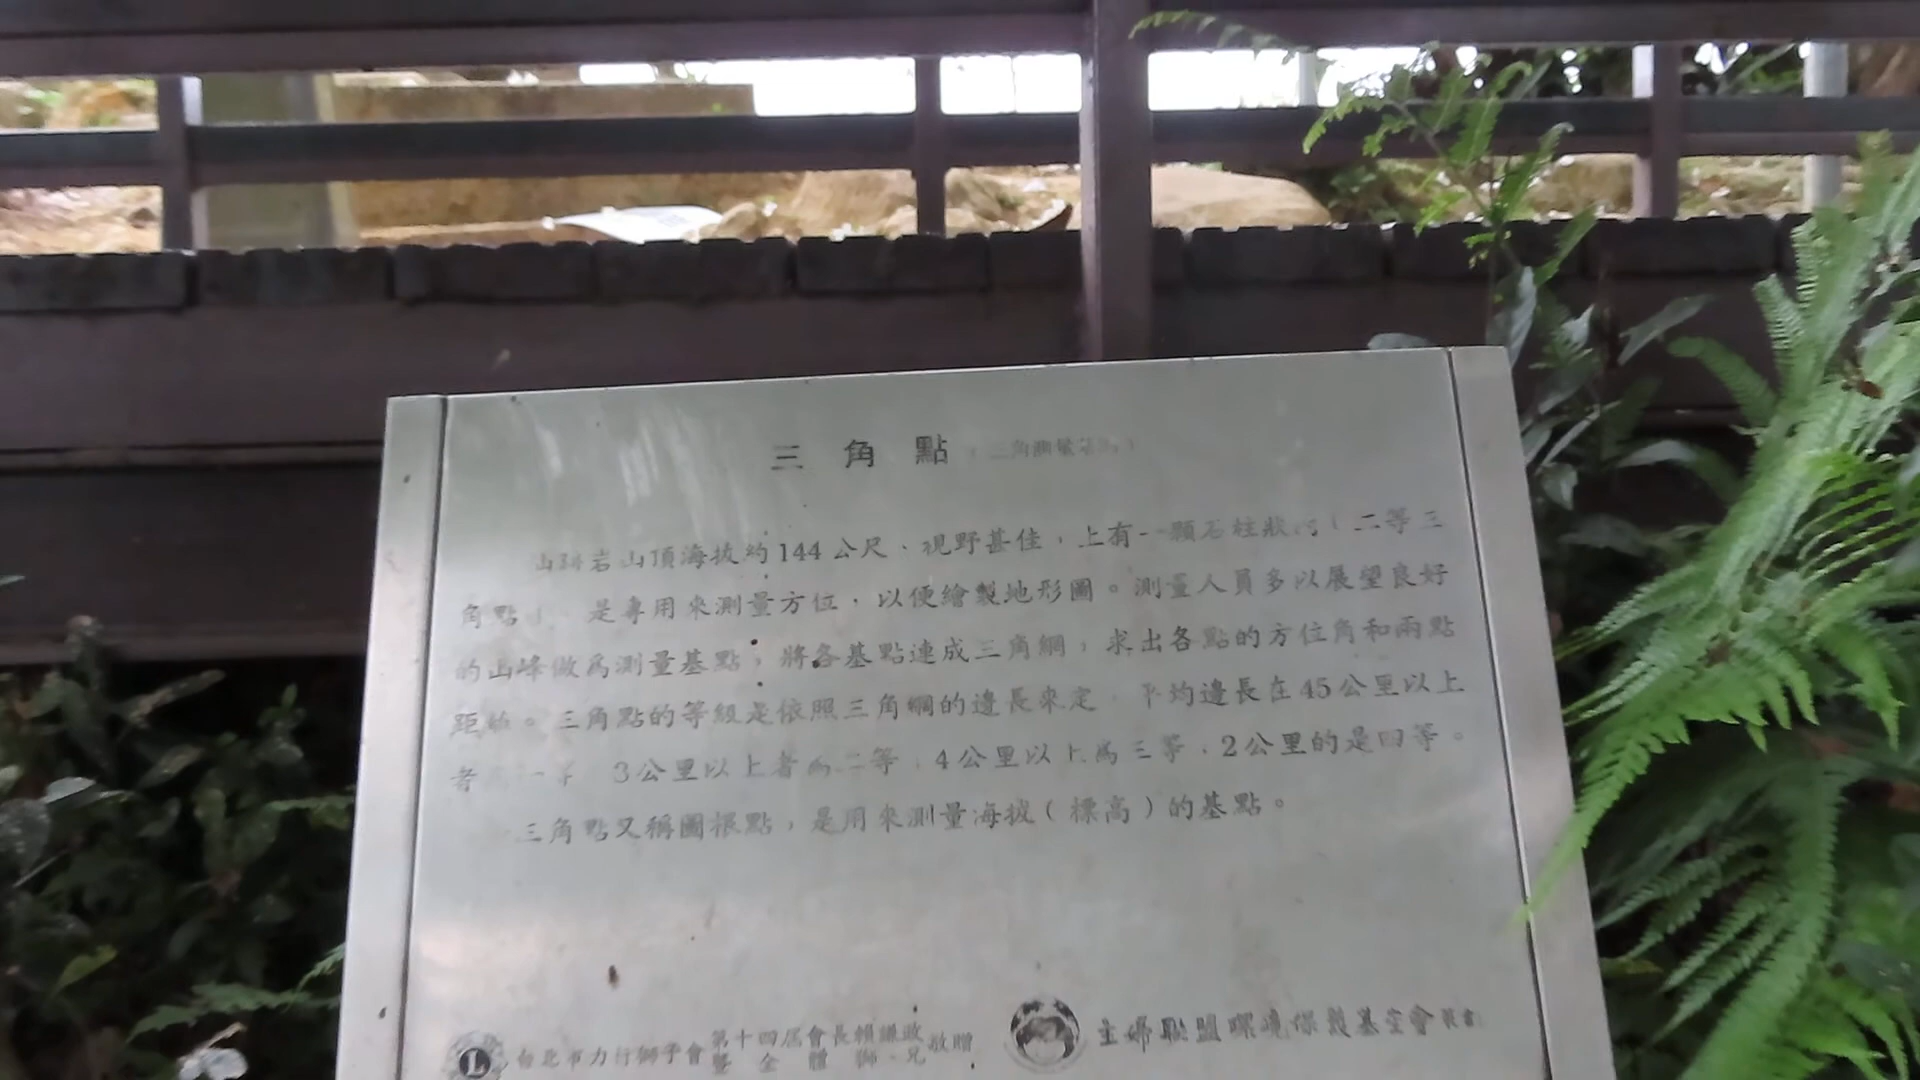 三角點（三角測量基點）
山耕岩山頂海拔約144公尺、視野甚佳，上有一顆石柱狀的（二等三
角點 是專用來測量方位，以便繪製地形圖。測量人員多以展望良好
的山峰做為測量基點，將各基點連成三角網，求出各點的方位角和兩點
距。三角點的等級是依照三角網的邊長來定 平均邊長在45公里以上
者 一等 3公里以上者為二等，4公里以上為三等，2公里的是四等。
三角點又稱圖根點，是用來測量海拔（標高）的基點。
台北市力行獅子會 第十四屆會長賴謙政 暨全體獅兄 敬贈
主婦聯盟環境保護基金會